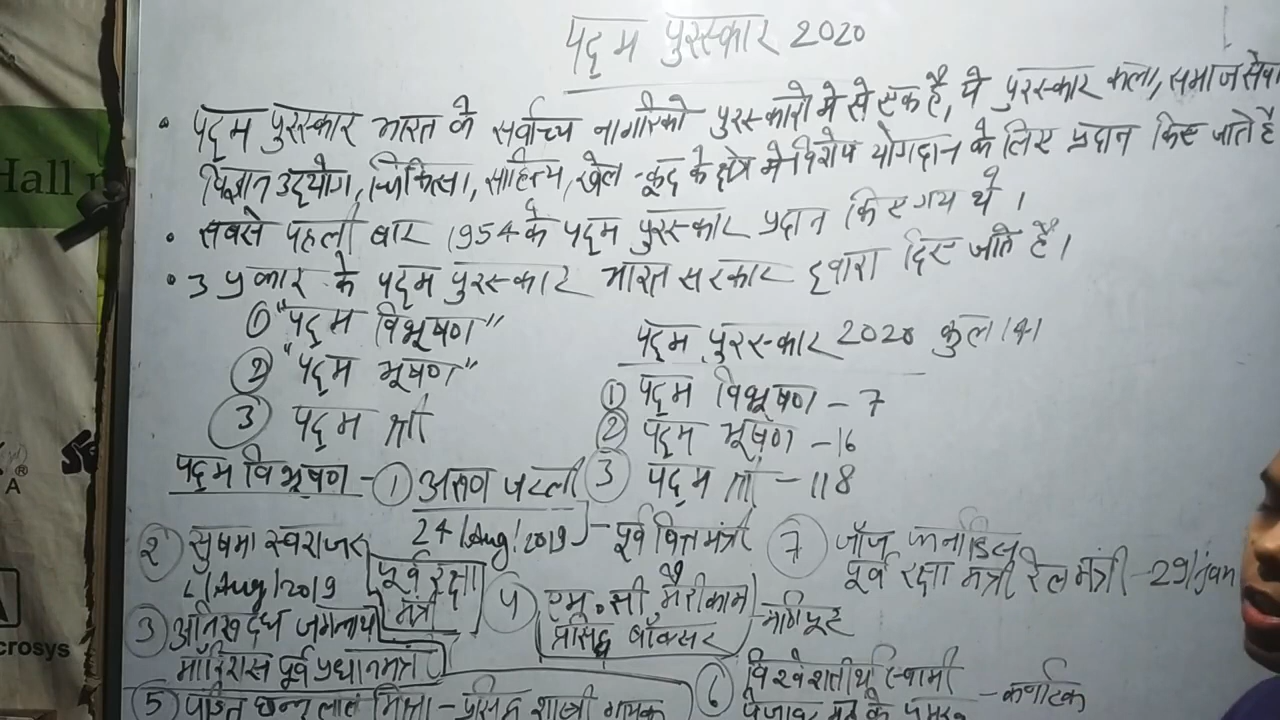 पद्म पुरस्कार 2020
• पद्म पुरस्कार भारत के सर्वोच्च नागरिको पुरस्कारो मे से एक है, ये पुरस्कार कला, समाज सेवा
विज्ञान उद्योग, चिकित्सा, साहित्य, खेल-कूद के क्षेत्र मे विशेष योगदान के लिए प्रदान किए जाते है
• सबसे पहली बार 1954 के पद्म पुरस्कार प्रदान किए गये थे ।
• 3 प्रकार के पद्म पुरस्कार भारत सरकार द्वारा दिए जाते है ।
① "पद्म विभूषण"
② "पद्म भूषण"
③ पद्म श्री
पद्म पुरस्कार 2020 कुल 141
① पद्म विभूषण - 7
② पद्म भूषण - 16
③ पद्म श्री - 118
पद्म विभूषण - ① अरुण जेटली
24/Aug/2019 - पूर्व वित्त मंत्री
② सुषमा स्वराज
/Aug/2019
पूर्व रक्षा
मंत्री
③ जगनाथ
पूर्व प्रधानमंत्री
④ एम. सी. मैरीकॉम
प्रसिद्ध बॉक्सर - मणिपूर
⑤ पण्डित छन्नूलाल मिश्रा - प्रसिद्ध शास्त्री गायक
⑥ विश्वेशतीर्थ स्वामी
के - कर्णाटक
⑦ जॉर्ज फर्नांडिस
पूर्व रक्षा मंत्री रेल मंत्री - 29/Jan
Hall
A
crosys